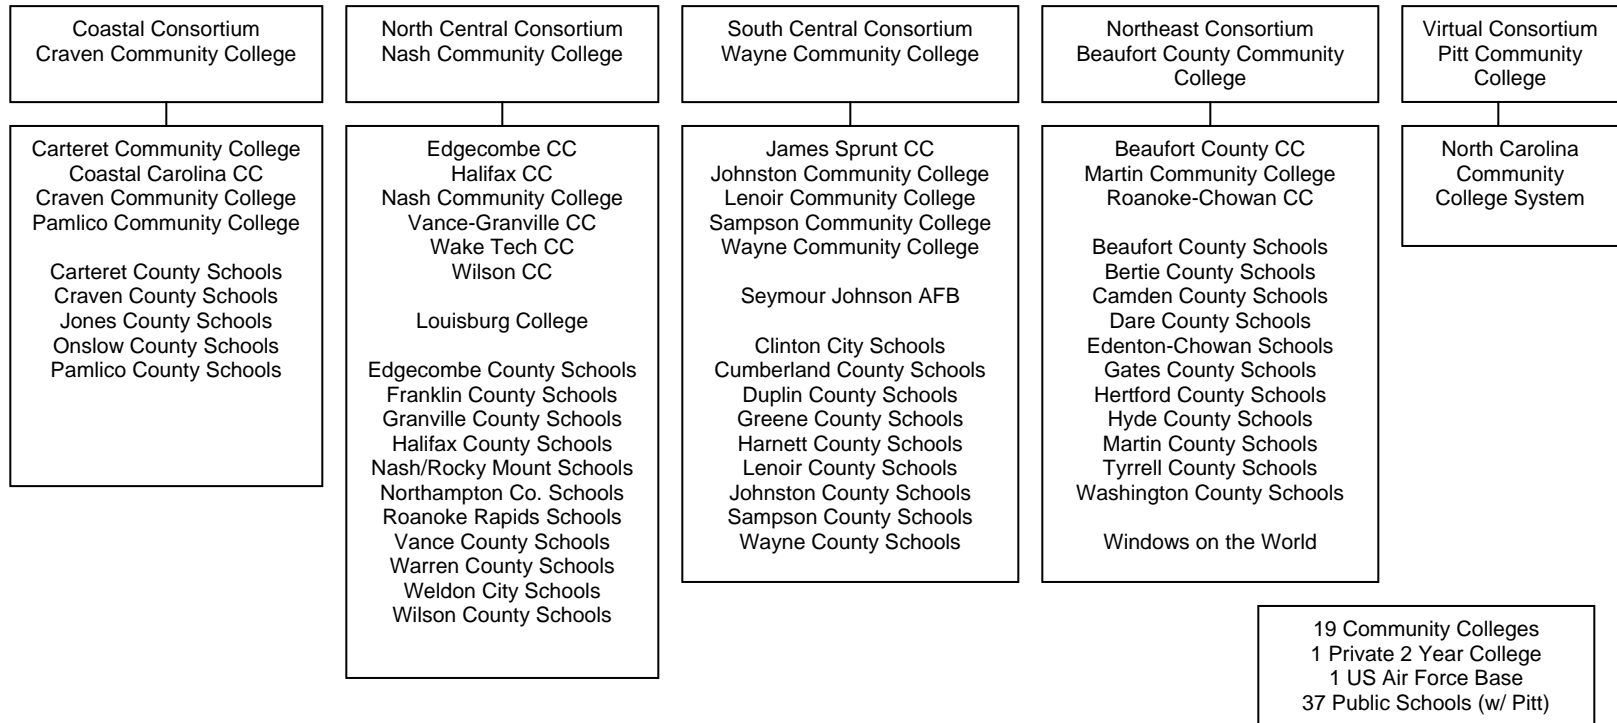 Coastal Consortium
Craven Community College
North Central Consortium
Nash Community College
South Central Consortium
Wayne Community College
Northeast Consortium
Beaufort County Community
College
Virtual Consortium
Pitt Community
College
Carteret Community College
Coastal Carolina CC
Craven Community College
Pamlico Community College
Carteret County Schools
Craven County Schools
Jones County Schools
Onslow County Schools
Pamlico County Schools
Edgecombe CC
Halifax CC
Nash Community College
Vance-Granville CC
Wake Tech CC
Wilson CC
Louisburg College
Edgecombe County Schools
Franklin County Schools
Granville County Schools
Halifax County Schools
Nash/Rocky Mount Schools
Northampton Co. Schools
Roanoke Rapids Schools
Vance County Schools
Warren County Schools
Weldon City Schools
Wilson County Schools
James Sprunt CC
Johnston Community College
Lenoir Community College
Sampson Community College
Wayne Community College
Seymour Johnson AFB
Clinton City Schools
Cumberland County Schools
Duplin County Schools
Greene County Schools
Harnett County Schools
Lenoir County Schools
Johnston County Schools
Sampson County Schools
Wayne County Schools
Beaufort County CC
Martin Community College
Roanoke-Chowan CC
Beaufort County Schools
Bertie County Schools
Camden County Schools
Dare County Schools
Edenton-Chowan Schools
Gates County Schools
Hertford County Schools
Hyde County Schools
Martin County Schools
Tyrrell County Schools
Washington County Schools
Windows on the World
North Carolina
Community
College System
19 Community Colleges
1 Private 2 Year College
1 US Air Force Base
37 Public Schools (w/ Pitt)